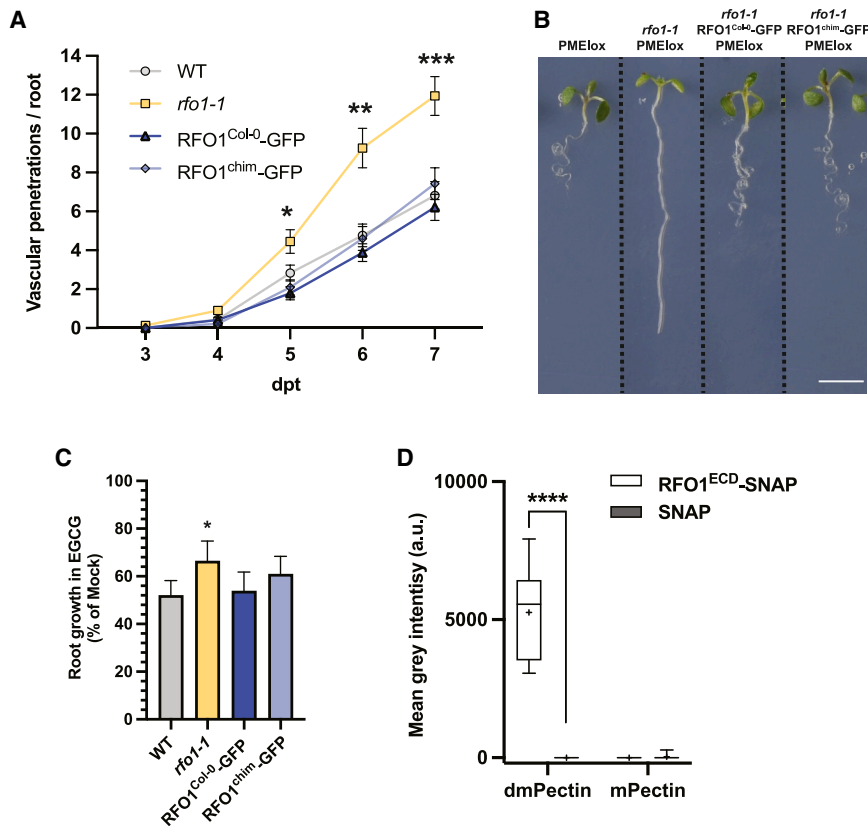 A
Vascular penetrations / root
14
12
10
8
6
4
2
0
WT
rfo1-1
RFO1Col-0-GFP
RFO1chim-GFP
*
**
***
3 4 5 6 7
dpt
B
PMElox
rfo1-1
PMElox
rfo1-1
RFO1Col-0-GFP
PMElox
rfo1-1
RFO1chim-GFP
PMElox
C
Root growth in EGCG
(% of Mock)
100
80
60
40
20
0
*
WT
rfo1-1
RFO1Col-0-GFP
RFO1chim-GFP
D
Mean grey intentisy (a.u.)
10000
5000
0
****
RFO1ECD-SNAP
SNAP
dmPectin mPectin